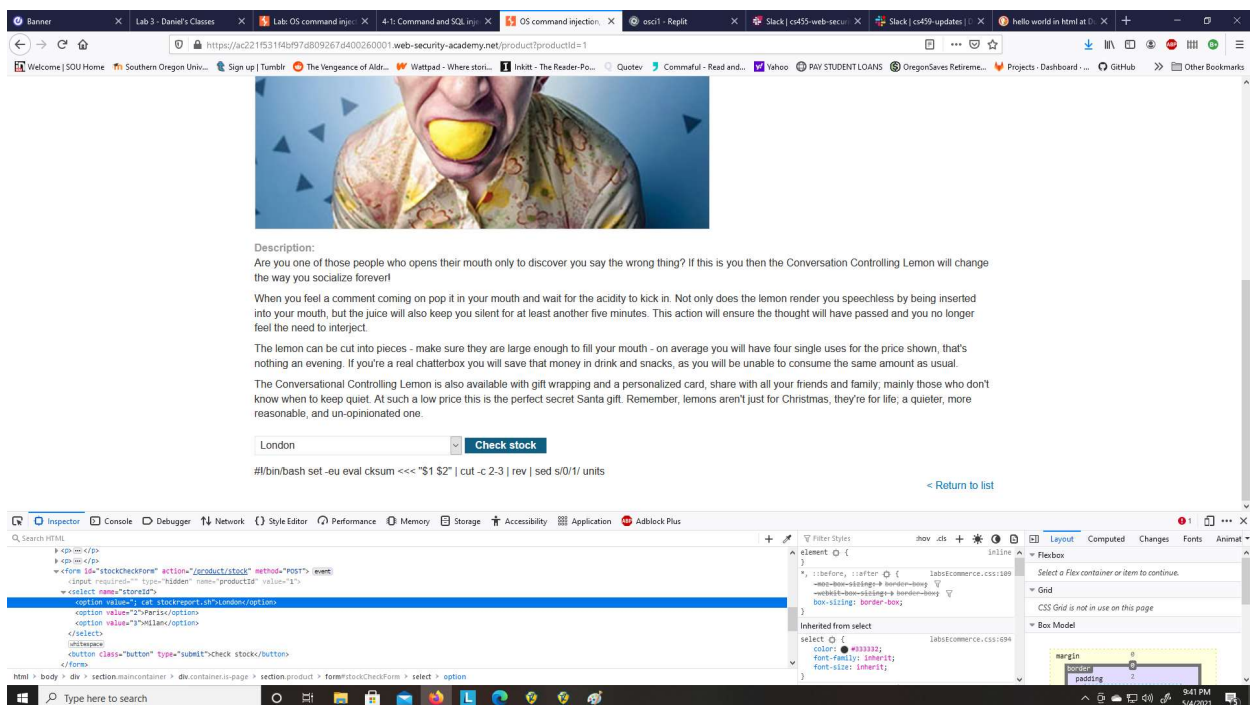 Banner
Lab 3 - Daniel's Classes
Lab: OS command injec
4-1: Command and SQL inje
OS command injection,
osci1 - Replit
Slack | cs455-web-secur
Slack | cs459-updates | D
hello world in html at D
https://ac221f531f4bf97d809267d400260001.web-security-academy.net/product?productId=1
Welcome | SOU Home
Southern Oregon Univ...
Sign up | Tumblr
The Vengeance of Aldr...
Wattpad - Where stori...
Inkitt - The Reader-Po...
Quotev
Commaful - Read and...
Yahoo
PAY STUDENT LOANS
OregonSaves Retireme...
Projects - Dashboard - ...
GitHub
Other Bookmarks
Description:
Are you one of those people who opens their mouth only to discover you say the wrong thing? If this is you then the Conversation Controlling Lemon will change
the way you socialize forever!
When you feel a comment coming on pop it in your mouth and wait for the acidity to kick in. Not only does the lemon render you speechless by being inserted
into your mouth, but the juice will also keep you silent for at least another five minutes. This action will ensure the thought will have passed and you no longer
feel the need to interject.
The lemon can be cut into pieces - make sure they are large enough to fill your mouth - on average you will have four single uses for the price shown, that's
nothing an evening. If you're a real chatterbox you will save that money in drink and snacks, as you will be unable to consume the same amount as usual.
The Conversational Controlling Lemon is also available with gift wrapping and a personalized card, share with all your friends and family; mainly those who don't
know when to keep quiet. At such a low price this is the perfect secret Santa gift. Remember, lemons aren't just for Christmas, they're for life; a quieter, more
reasonable, and un-opinionated one.
London
Check stock
#!/bin/bash set -eu eval cksum <<< "$1 $2" | cut -c 2-3 | rev | sed s/0/1/ units
< Return to list
Inspector
Console
Debugger
Network
Style Editor
Performance
Memory
Storage
Accessibility
Application
Adblock Plus
1
Search HTML
<p> </p>
<p> </p>
<form id="stockCheckForm" action="/product/stock" method="POST"> event
<input required="" type="hidden" name="productId" value="1">
<select name="storeId">
<option value="; cat stockreport.sh">London</option>
<option value="2">Paris</option>
<option value="3">Milan</option>
</select>
whitespace
<button class="button" type="submit">Check stock</button>
</form>
html > body > div > section.maincontainer > div.container.is-page > section.product > form#stockCheckForm > select > option
Filter Styles
:hov .cls
element { inline
}
*, ::before, ::after { labsEcommerce.css:109
-moz-box-sizing: border-box;
-webkit-box-sizing: border-box;
box-sizing: border-box;
}
Inherited from select
select { labsEcommerce.css:694
color: #333332;
font-family: inherit;
font-size: inherit;
}
Layout
Computed
Changes
Fonts
Animat
Flexbox
Select a Flex container or item to continue.
Grid
CSS Grid is not in use on this page
Box Model
margin
0
border
0
padding
2
Type here to search
9:41 PM
5/4/2021